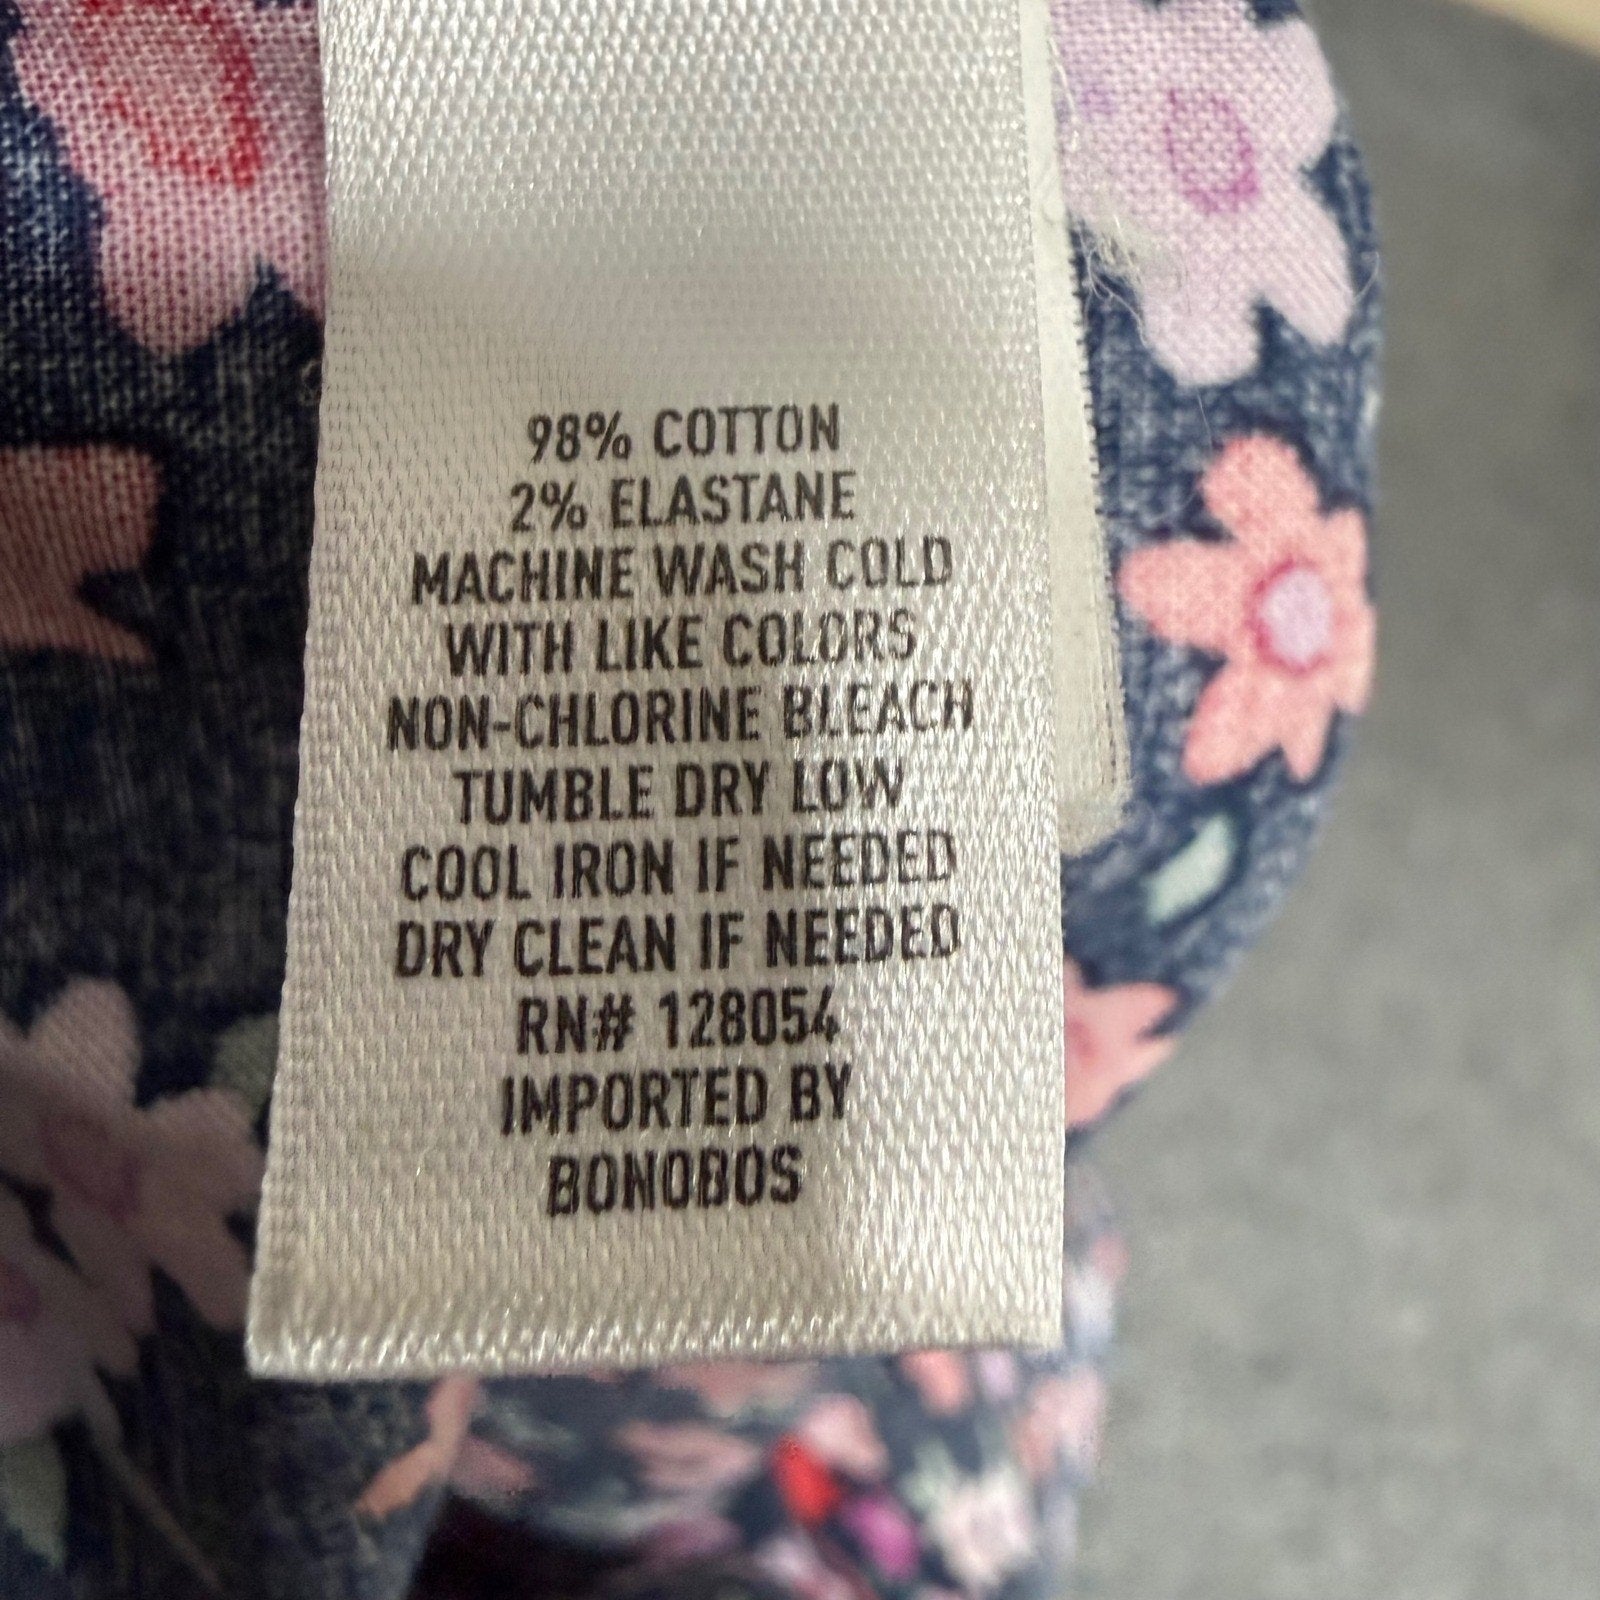 98% COTTON
2% ELASTANE
MACHINE WASH COLD
WITH LIKE COLORS
NON-CHLORINE BLEACH
TUMBLE DRY LOW
COOL IRON IF NEEDED
DRY CLEAN IF NEEDED
RN# 128054
IMPORTED BY
BONOBOS